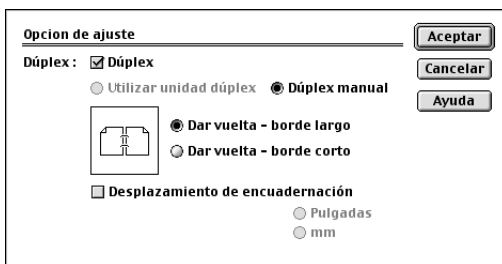 Opcion de ajuste
Aceptar
Dúplex : Dúplex
Cancelar
Utilizar unidad dúplex Dúplex manual
Ayuda
Dar vuelta - borde largo
Dar vuelta - borde corto
Desplazamiento de encuadernación
Pulgadas
mm